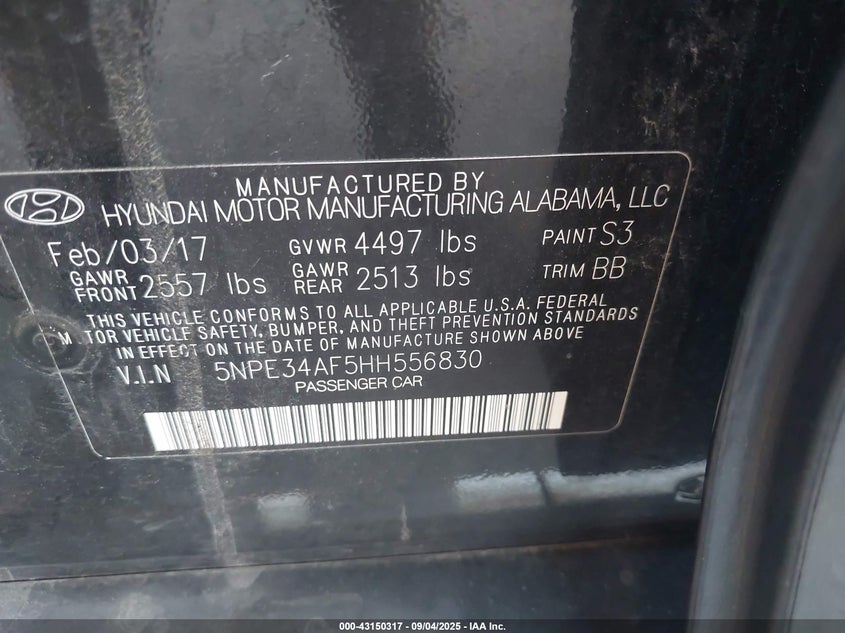 MANUFACTURED BY
HYUNDAI MOTOR MANUFACTURING ALABAMA, LLC
Feb/03/17 GVWR 4497 lbs PAINT S3
GAWR FRONT 2557 lbs GAWR REAR 2513 lbs TRIM BB
THIS VEHICLE CONFORMS TO ALL APPLICABLE U.S.A. FEDERAL
M TOR VEHICLE SAFETY, BUMPER, AND THEFT PREVENTION STANDARDS
IN EFFECT ON THE DATE OF MANUFACTURE SHOWN ABOVE
V.I.N 5NPE34AF5HH556830
PASSENGER CAR
000-43150317 - 09/04/2025 - IAA Inc.